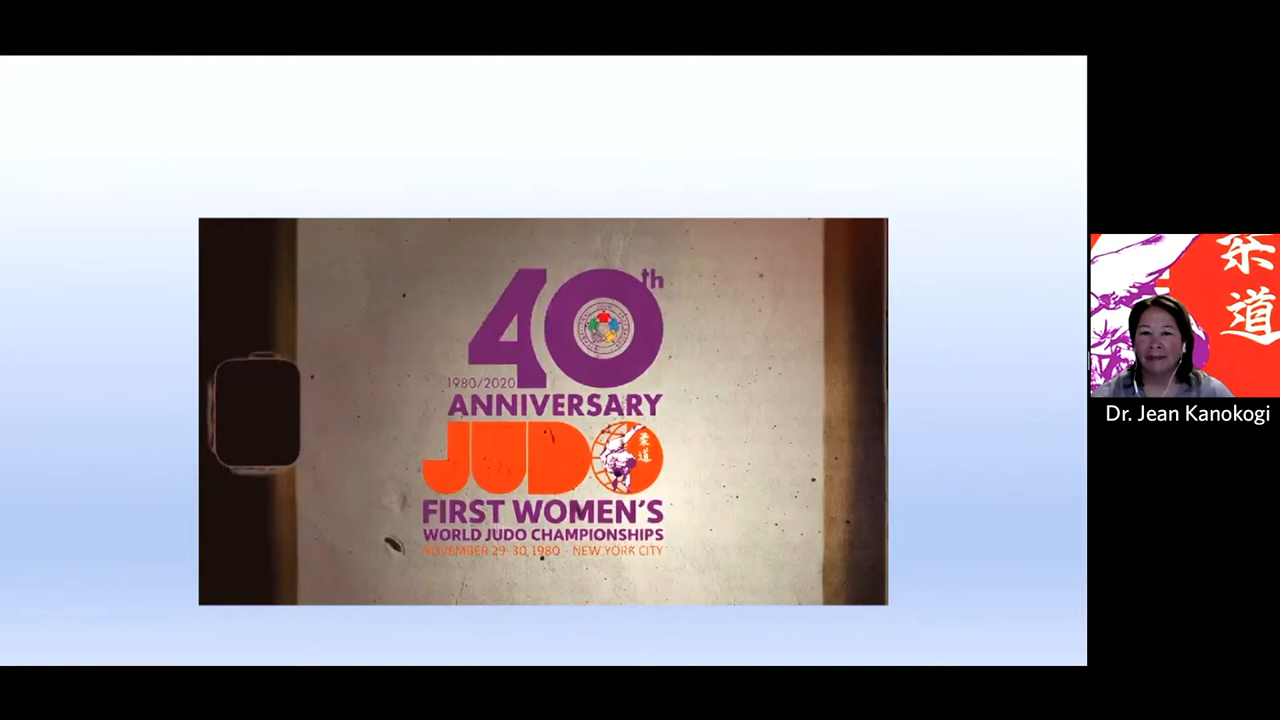 40th
1980/2020
ANNIVERSARY
JUDO
柔道
FIRST WOMEN'S
WORLD JUDO CHAMPIONSHIPS
NOVEMBER 29-30, 1980 - NEW YORK CITY
柔道
Dr. Jean Kanokogi